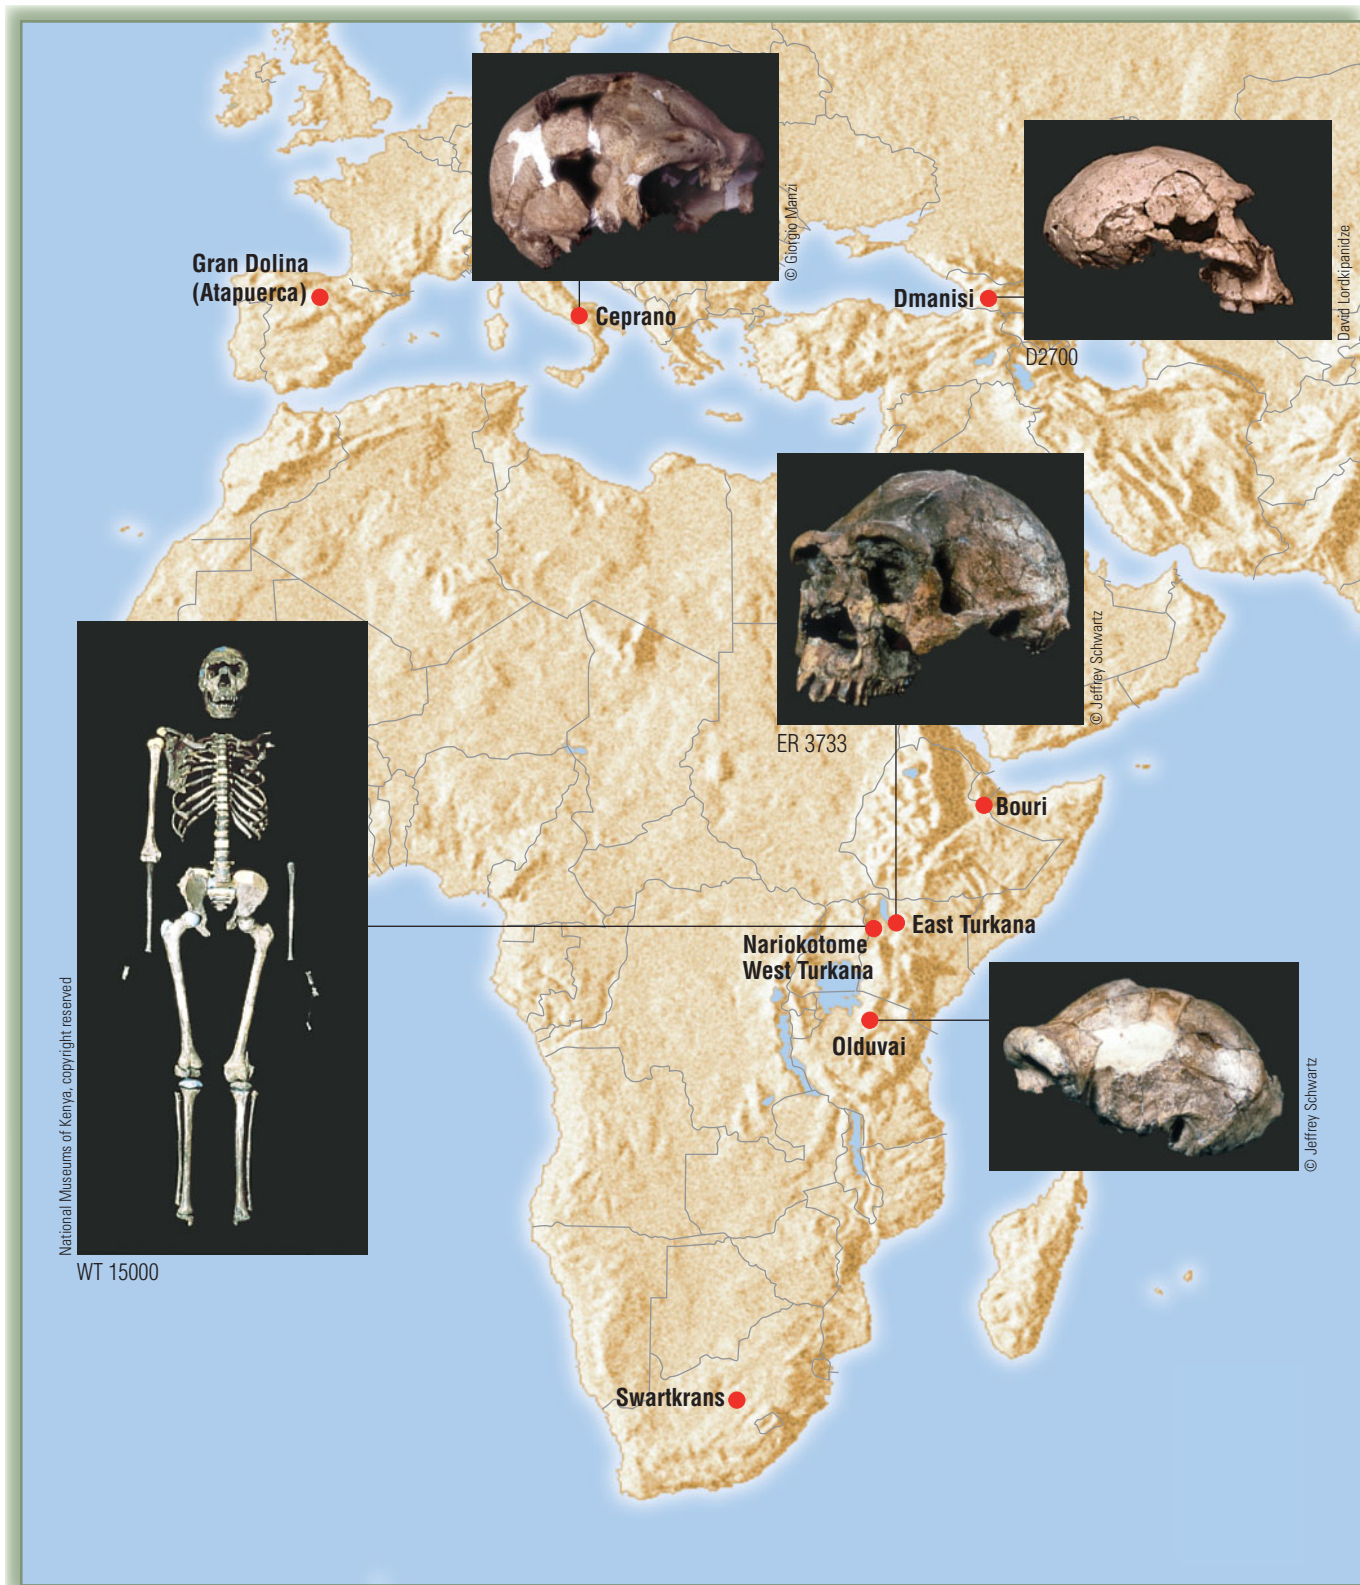 © Giorgio Manzi
David Lordkipanidze
Gran Dolina
(Atapuerca)
Ceprano
Dmanisi
D2700
© Jeffrey Schwartz
ER 3733
Bouri
East Turkana
Nariokotome
West Turkana
Olduvai
© Jeffrey Schwartz
National Museums of Kenya, copyright reserved
WT 15000
Swartkrans